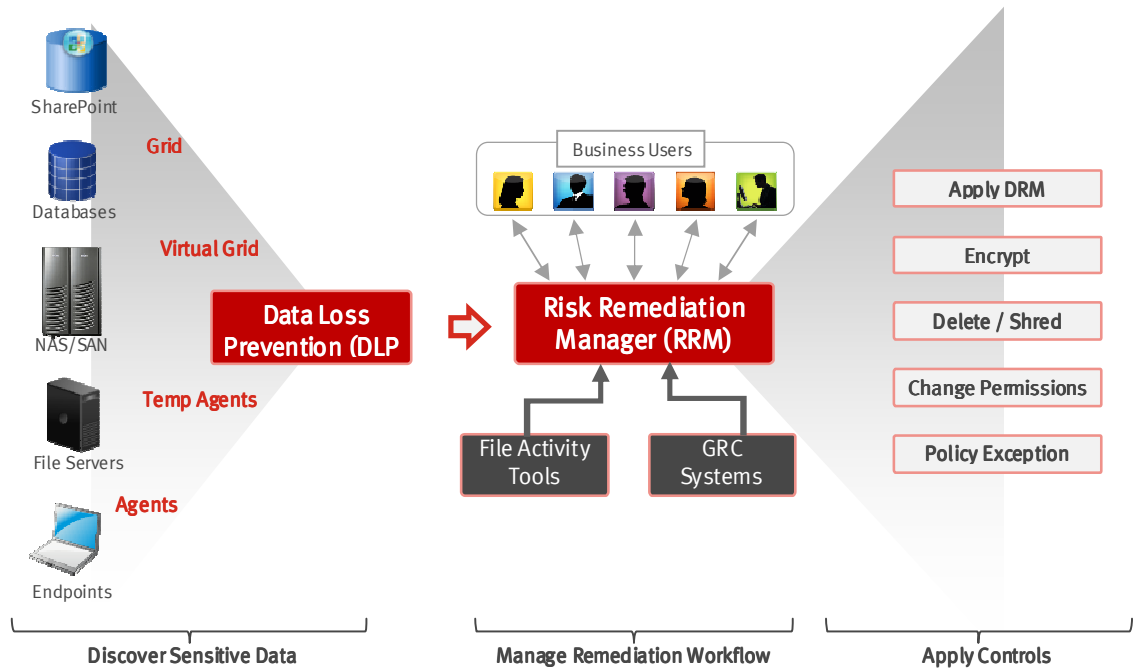 SharePoint
Grid
Databases
Virtual Grid
NAS/SAN
Data Loss
Prevention (DLP
Temp Agents
File Servers
Agents
Endpoints
Discover Sensitive Data
Business Users
Risk Remediation
Manager (RRM)
File Activity
Tools
GRC
Systems
Manage Remediation Workflow
Apply DRM
Encrypt
Delete / Shred
Change Permissions
Policy Exception
Apply Controls